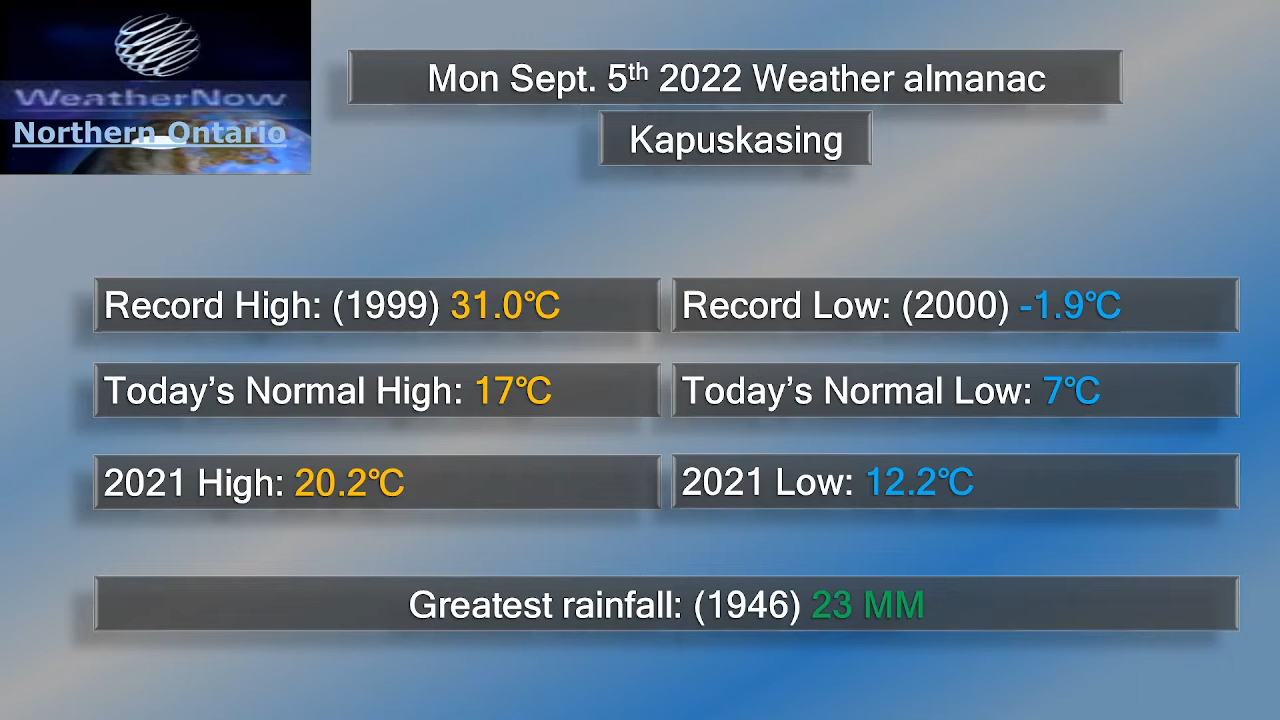 WeatherNow
Northern Ontario
Mon Sept. 5th 2022 Weather almanac
Kapuskasing
Record High: (1999) 31.0°C
Record Low: (2000) -1.9°C
Today’s Normal High: 17°C
Today’s Normal Low: 7°C
2021 High: 20.2°C
2021 Low: 12.2°C
Greatest rainfall: (1946) 23 MM